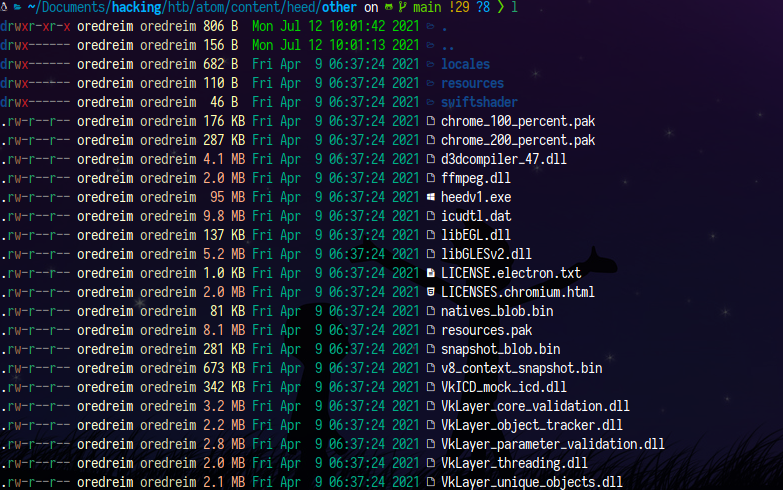 ~/Documents/hacking/htb/atom/content/heed/other on main !29 ?8 ❯ l
drwxr-xr-x oredreim oredreim 806 B Mon Jul 12 10:01:42 2021 .
drwx------ oredreim oredreim 156 B Mon Jul 12 10:01:13 2021 ..
drwx------ oredreim oredreim 682 B Fri Apr 9 06:37:24 2021 locales
drwx------ oredreim oredreim 110 B Fri Apr 9 06:37:24 2021 resources
drwx------ oredreim oredreim 46 B Fri Apr 9 06:37:24 2021 swiftshader
.rw-r--r-- oredreim oredreim 176 KB Fri Apr 9 06:37:24 2021 chrome_100_percent.pak
.rw-r--r-- oredreim oredreim 287 KB Fri Apr 9 06:37:24 2021 chrome_200_percent.pak
.rw-r--r-- oredreim oredreim 4.1 MB Fri Apr 9 06:37:24 2021 d3dcompiler_47.dll
.rw-r--r-- oredreim oredreim 2.0 MB Fri Apr 9 06:37:24 2021 ffmpeg.dll
.rw-r--r-- oredreim oredreim 95 MB Fri Apr 9 06:37:24 2021 heedv1.exe
.rw-r--r-- oredreim oredreim 9.8 MB Fri Apr 9 06:37:24 2021 icudtl.dat
.rw-r--r-- oredreim oredreim 137 KB Fri Apr 9 06:37:24 2021 libEGL.dll
.rw-r--r-- oredreim oredreim 5.2 MB Fri Apr 9 06:37:24 2021 libGLESv2.dll
.rw-r--r-- oredreim oredreim 1.0 KB Fri Apr 9 06:37:24 2021 LICENSE.electron.txt
.rw-r--r-- oredreim oredreim 2.0 MB Fri Apr 9 06:37:24 2021 LICENSES.chromium.html
.rw-r--r-- oredreim oredreim 81 KB Fri Apr 9 06:37:24 2021 natives_blob.bin
.rw-r--r-- oredreim oredreim 8.1 MB Fri Apr 9 06:37:24 2021 resources.pak
.rw-r--r-- oredreim oredreim 281 KB Fri Apr 9 06:37:24 2021 snapshot_blob.bin
.rw-r--r-- oredreim oredreim 673 KB Fri Apr 9 06:37:24 2021 v8_context_snapshot.bin
.rw-r--r-- oredreim oredreim 342 KB Fri Apr 9 06:37:24 2021 VkICD_mock_icd.dll
.rw-r--r-- oredreim oredreim 3.2 MB Fri Apr 9 06:37:24 2021 VkLayer_core_validation.dll
.rw-r--r-- oredreim oredreim 2.2 MB Fri Apr 9 06:37:24 2021 VkLayer_object_tracker.dll
.rw-r--r-- oredreim oredreim 2.8 MB Fri Apr 9 06:37:24 2021 VkLayer_parameter_validation.dll
.rw-r--r-- oredreim oredreim 2.0 MB Fri Apr 9 06:37:24 2021 VkLayer_threading.dll
.rw-r--r-- oredreim oredreim 2.1 MB Fri Apr 9 06:37:24 2021 VkLayer_unique_objects.dll